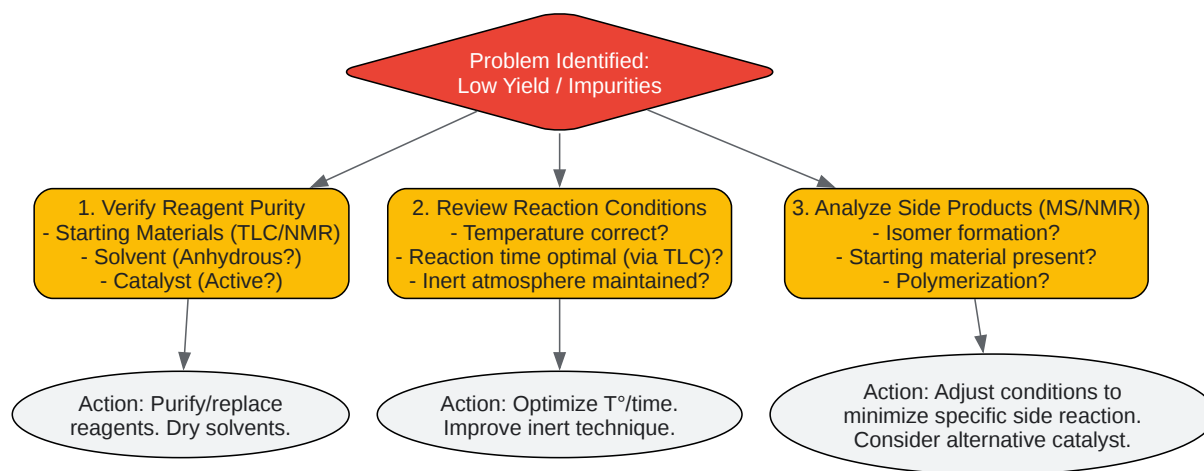 Problem Identified:
Low Yield / Impurities
1. Verify Reagent Purity
- Starting Materials (TLC/NMR)
- Solvent (Anhydrous?)
- Catalyst (Active?)
2. Review Reaction Conditions
- Temperature correct?
- Reaction time optimal (via TLC)?
- Inert atmosphere maintained?
3. Analyze Side Products (MS/NMR)
- Isomer formation?
- Starting material present?
- Polymerization?
Action: Purify/replace
reagents. Dry solvents.
Action: Optimize T°/time.
Improve inert technique.
Action: Adjust conditions to
minimize specific side reaction.
Consider alternative catalyst.